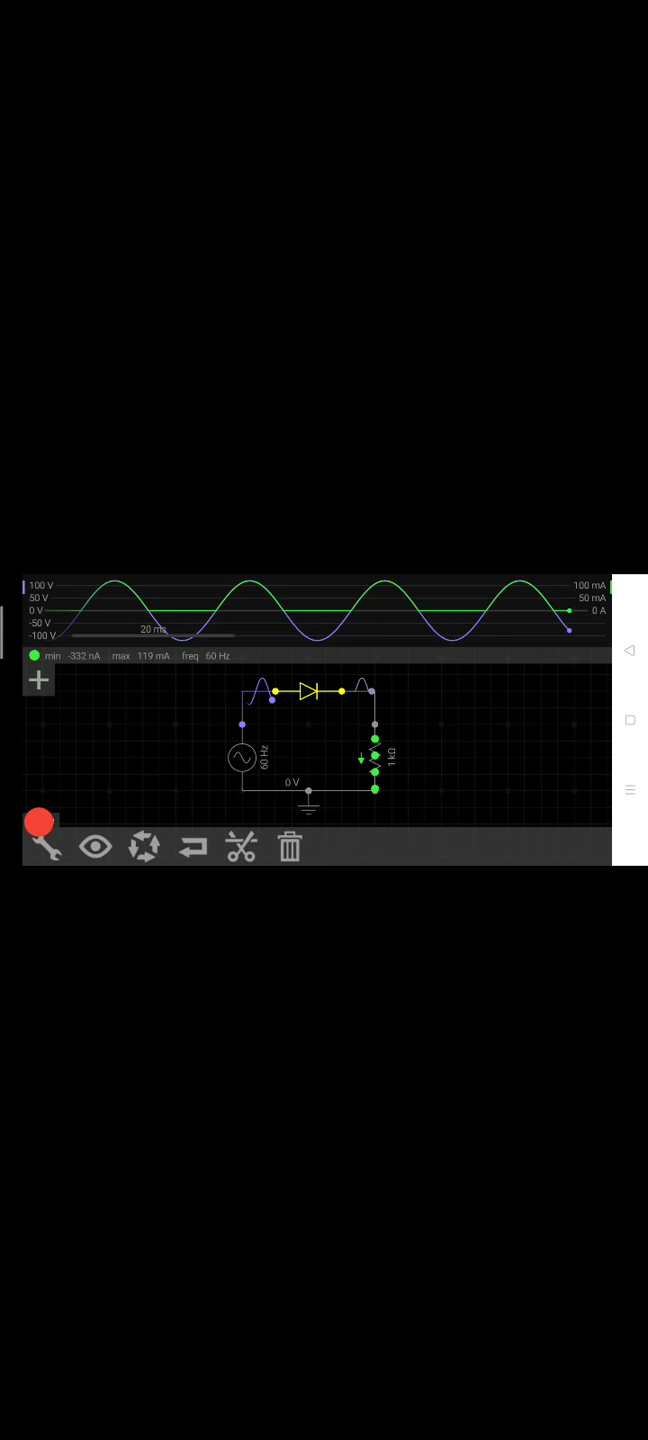 100 V
50 V
0 V
-50 V
-100 V
20 ms
100 mA
50 mA
0 A
min -332 nA max 119 mA freq 60 Hz
60 Hz
1 kΩ
0 V